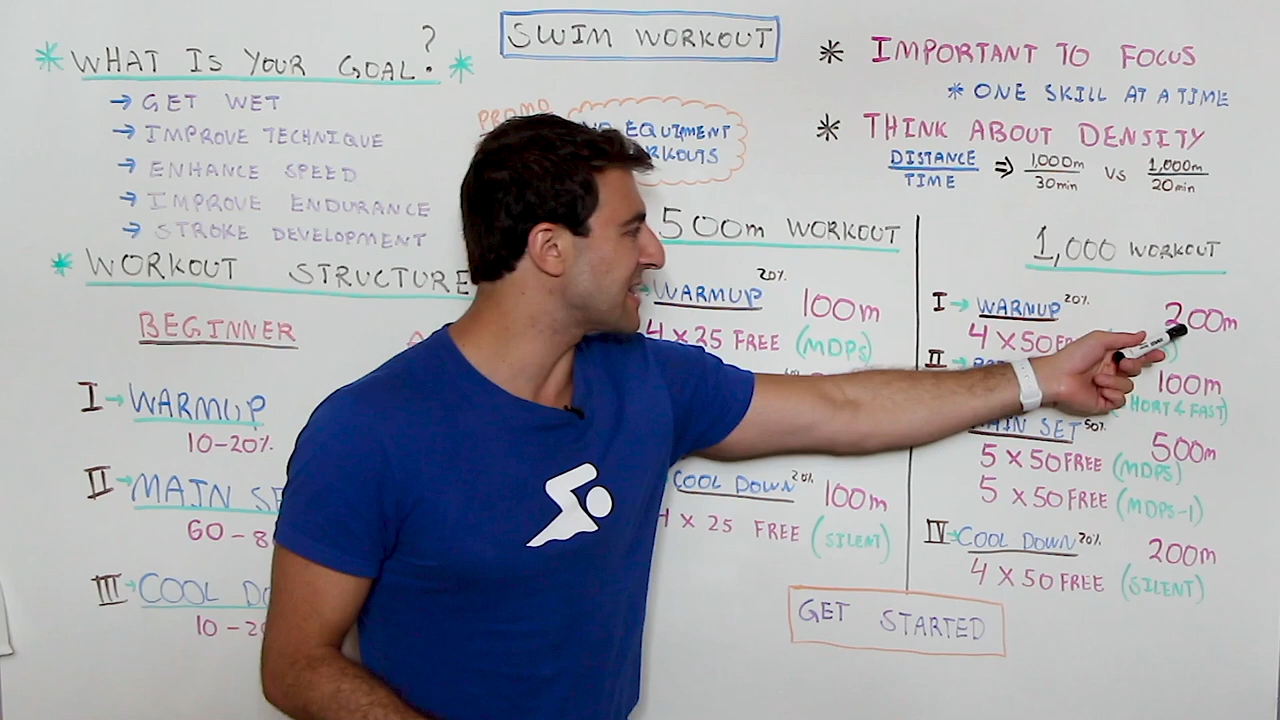 SWIM WORKOUT
* WHAT IS YOUR GOAL? *
→ GET WET
→ IMPROVE TECHNIQUE
→ ENHANCE SPEED
→ IMPROVE ENDURANCE
→ STROKE DEVELOPMENT
* WORKOUT STRUCTURE
BEGINNER
I → WARMUP
10-20%
II → MAIN SE
60-8
III → COOL DO
10-2
PROMO
EQUIPMENT
500m WORKOUT
WARMUP 20% 100m
4 X 25 FREE (MDPS)
COOL DOWN 20% 100m
4 X 25 FREE (SILENT)
* IMPORTANT TO FOCUS
* ONE SKILL AT A TIME
* THINK ABOUT DENSITY
DISTANCE/TIME ⇒ 1,000m/30min VS 1,000m/20min
1,000 WORKOUT
I → WARMUP 20% 200m
4 X 50 F
II → 100m
HORT & FAST)
MAIN SET 50% 500m
5 X 50 FREE (MDPS)
5 X 50 FREE (MDPS-1)
IV → COOL DOWN 20% 200m
4 X 50 FREE (SILENT)
GET STARTED